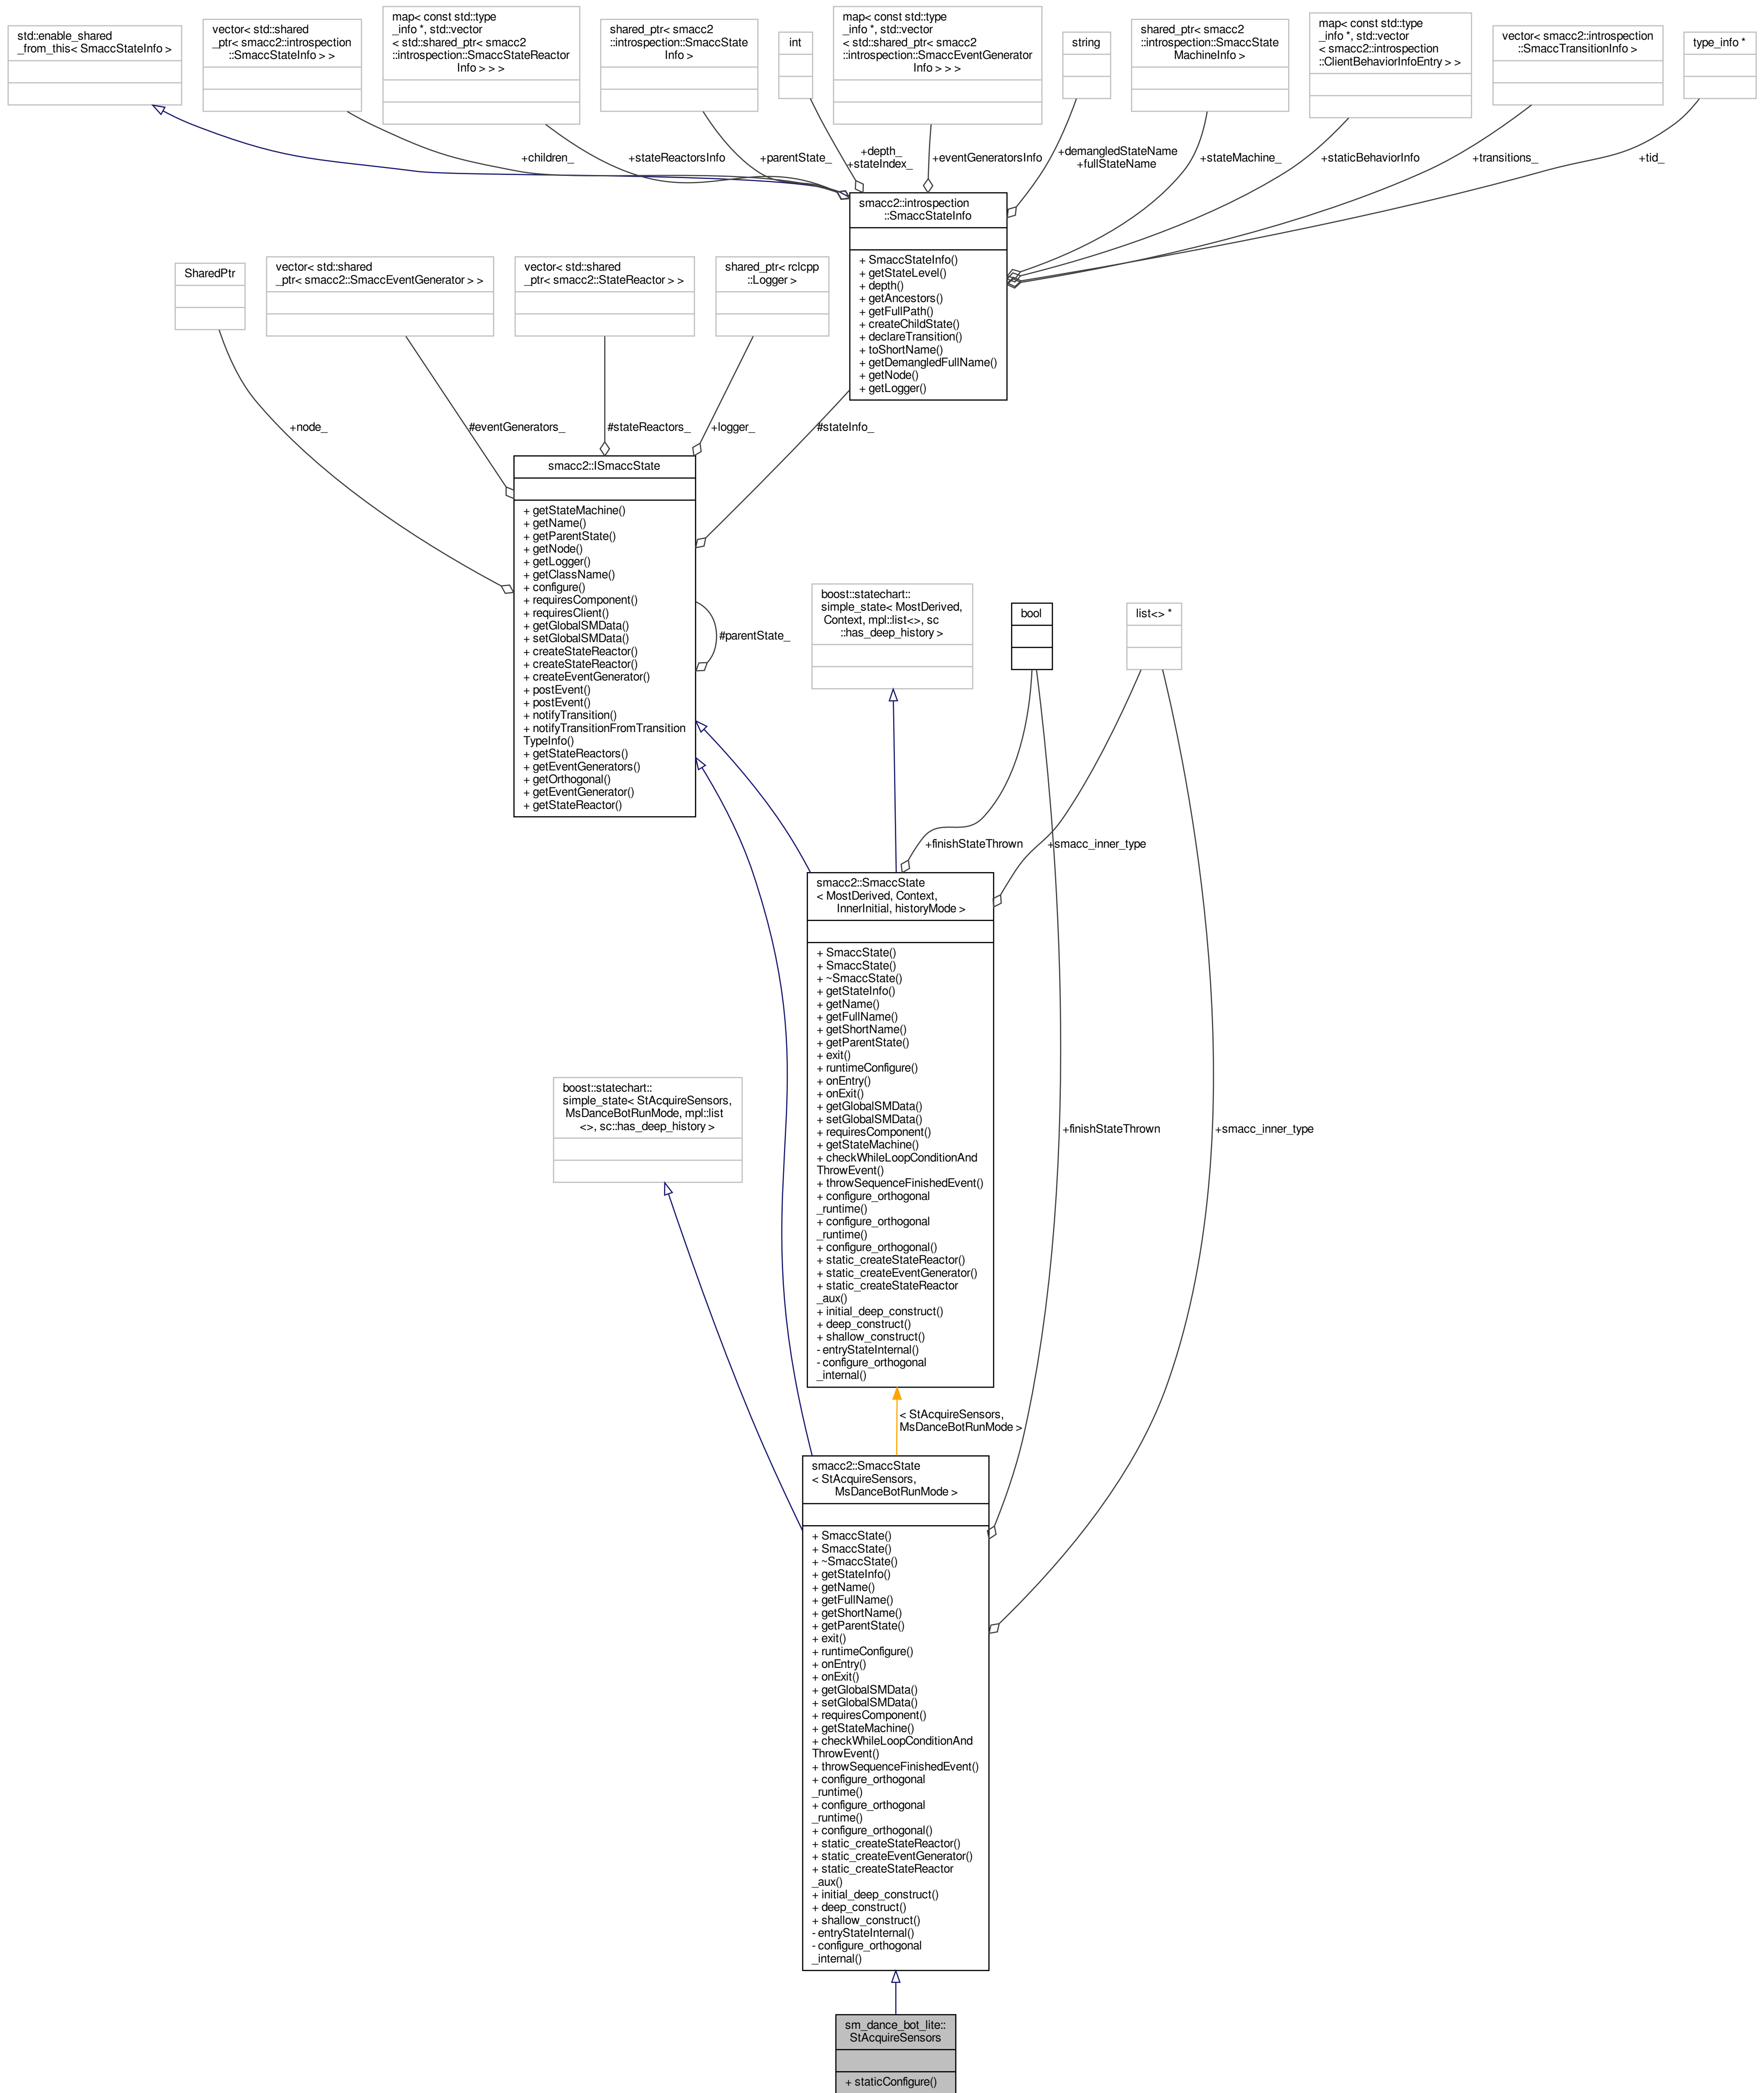 std::enable_shared
_from_this< SmaccStateInfo >
vector< std::shared
_ptr< smacc2::introspection
::SmaccStateInfo > >
map< const std::type
_info *, std::vector
< std::shared_ptr< smacc2
::introspection::SmaccStateReactor
Info > > >
shared_ptr< smacc2
::introspection::SmaccState
Info >
int
map< const std::type
_info *, std::vector
< std::shared_ptr< smacc2
::introspection::SmaccEventGenerator
Info > > >
string
shared_ptr< smacc2
::introspection::SmaccState
MachineInfo >
map< const std::type
_info *, std::vector
< smacc2::introspection
::ClientBehaviorInfoEntry > >
vector< smacc2::introspection
::SmaccTransitionInfo >
type_info *
+children_
+stateReactorsInfo
+parentState_
+depth_
+stateIndex_
+eventGeneratorsInfo
+demangledStateName
+fullStateName
+stateMachine_
+staticBehaviorInfo
+transitions_
+tid_
smacc2::introspection
::SmaccStateInfo
+ SmaccStateInfo()
+ getStateLevel()
+ depth()
+ getAncestors()
+ getFullPath()
+ createChildState()
+ declareTransition()
+ toShortName()
+ getDemangledFullName()
+ getNode()
+ getLogger()
SharedPtr
vector< std::shared
_ptr< smacc2::SmaccEventGenerator > >
vector< std::shared
_ptr< smacc2::StateReactor > >
shared_ptr< rclcpp
::Logger >
+node_
#eventGenerators_
#stateReactors_
+logger_
#stateInfo_
smacc2::ISmaccState
+ getStateMachine()
+ getName()
+ getParentState()
+ getNode()
+ getLogger()
+ getClassName()
+ configure()
+ requiresComponent()
+ requiresClient()
+ getGlobalSMData()
+ setGlobalSMData()
+ createStateReactor()
+ createStateReactor()
+ createEventGenerator()
+ postEvent()
+ postEvent()
+ notifyTransition()
+ notifyTransitionFromTransition
TypeInfo()
+ getStateReactors()
+ getEventGenerators()
+ getOrthogonal()
+ getEventGenerator()
+ getStateReactor()
#parentState_
boost::statechart::
simple_state< MostDerived,
Context, mpl::list<>, sc
::has_deep_history >
bool
list<> *
+finishStateThrown
+smacc_inner_type
smacc2::SmaccState
< MostDerived, Context,
InnerInitial, historyMode >
+ SmaccState()
+ SmaccState()
+ ~SmaccState()
+ getStateInfo()
+ getName()
+ getFullName()
+ getShortName()
+ getParentState()
+ exit()
+ runtimeConfigure()
+ onEntry()
+ onExit()
+ getGlobalSMData()
+ setGlobalSMData()
+ requiresComponent()
+ getStateMachine()
+ checkWhileLoopConditionAnd
ThrowEvent()
+ throwSequenceFinishedEvent()
+ configure_orthogonal
_runtime()
+ configure_orthogonal
_runtime()
+ configure_orthogonal()
+ static_createStateReactor()
+ static_createEventGenerator()
+ static_createStateReactor
_aux()
+ initial_deep_construct()
+ deep_construct()
+ shallow_construct()
- entryStateInternal()
- configure_orthogonal
_internal()
boost::statechart::
simple_state< StAcquireSensors,
MsDanceBotRunMode, mpl::list
<>, sc::has_deep_history >
+finishStateThrown
+smacc_inner_type
< StAcquireSensors,
MsDanceBotRunMode >
smacc2::SmaccState
< StAcquireSensors,
MsDanceBotRunMode >
+ SmaccState()
+ SmaccState()
+ ~SmaccState()
+ getStateInfo()
+ getName()
+ getFullName()
+ getShortName()
+ getParentState()
+ exit()
+ runtimeConfigure()
+ onEntry()
+ onExit()
+ getGlobalSMData()
+ setGlobalSMData()
+ requiresComponent()
+ getStateMachine()
+ checkWhileLoopConditionAnd
ThrowEvent()
+ throwSequenceFinishedEvent()
+ configure_orthogonal
_runtime()
+ configure_orthogonal
_runtime()
+ configure_orthogonal()
+ static_createStateReactor()
+ static_createEventGenerator()
+ static_createStateReactor
_aux()
+ initial_deep_construct()
+ deep_construct()
+ shallow_construct()
- entryStateInternal()
- configure_orthogonal
_internal()
sm_dance_bot_lite::
StAcquireSensors
+ staticConfigure()